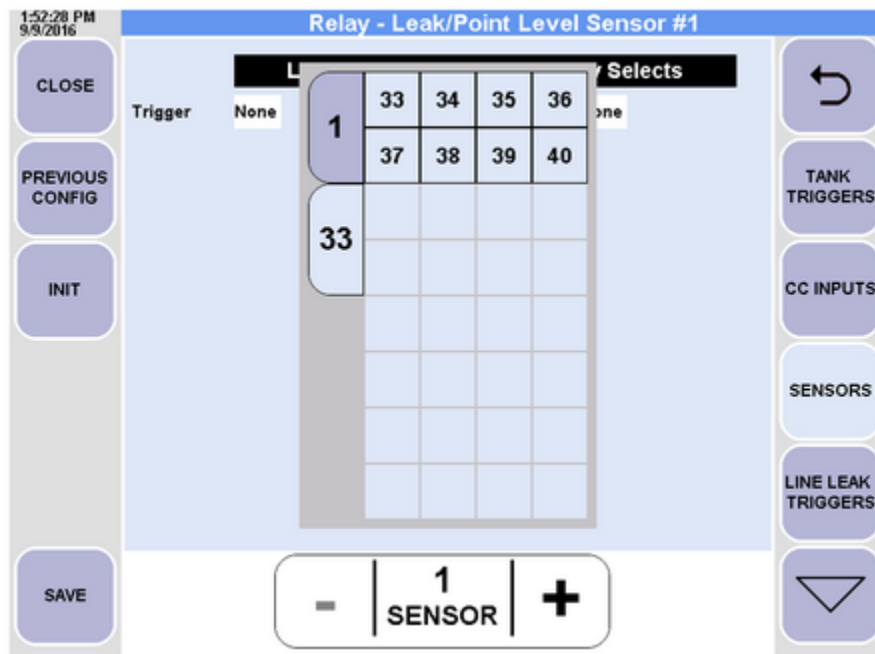 1:52:28 PM
9/9/2016
Relay - Leak/Point Level Sensor #1
CLOSE
PREVIOUS
CONFIG
INIT
SAVE
L
y Selects
Trigger
None
one
1
33 34 35 36
37 38 39 40
33
TANK
TRIGGERS
CC INPUTS
SENSORS
LINE LEAK
TRIGGERS
- 1 +
SENSOR